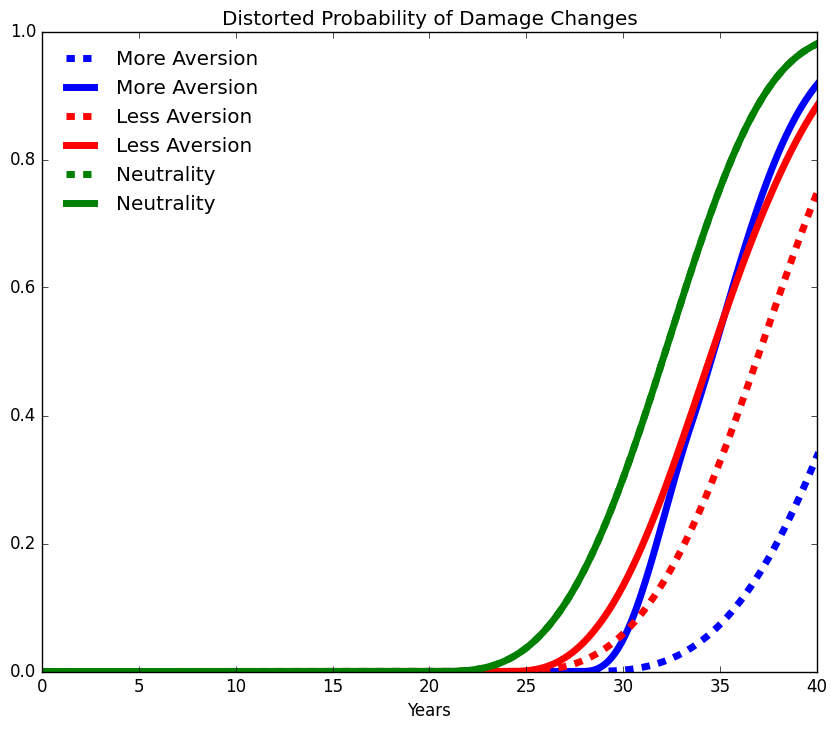 Distorted Probability of Damage Changes
1.0
More Aversion
More Aversion
Less Aversion
Less Aversion
Neutrality
Neutrality
0.8
0.6
0.4
0.2
0.0
0 5 10 15 20 25 30 35 40
Years